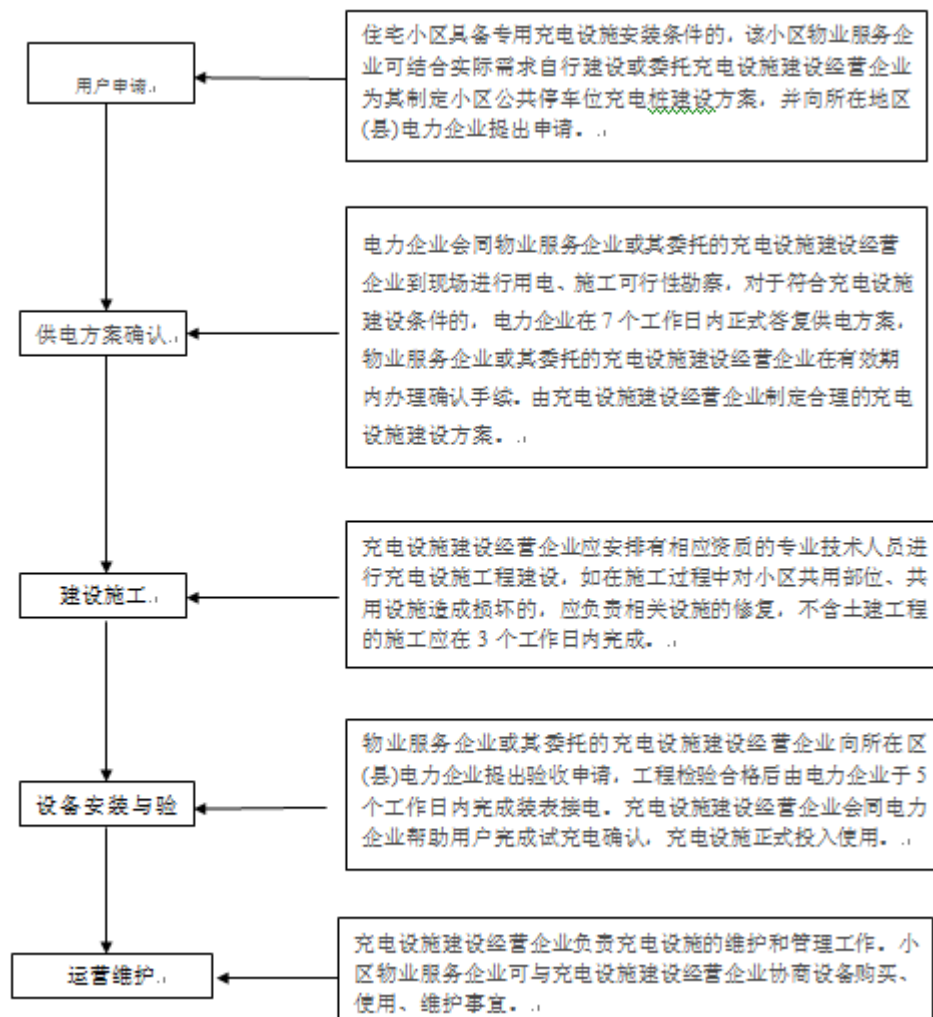 用户申请
住宅小区具备专用充电设施安装条件的，该小区物业服务企
业可结合实际需求自行建设或委托充电设施建设经营企业
为其制定小区公共停车位充电桩建设方案，并向所在地区
(县)电力企业提出申请。
供电方案确认
电力企业会同物业服务企业或其委托的充电设施建设经营
企业到现场进行用电、施工可行性勘察，对于符合充电设施
建设条件的，电力企业在 7 个工作日内正式答复供电方案，
物业服务企业或其委托的充电设施建设经营企业在有效期
内办理确认手续。由充电设施建设经营企业制定合理的充电
设施建设方案。
建设施工
充电设施建设经营企业应安排有相应资质的专业技术人员进
行充电设施工程建设，如在施工过程中对小区共用部位、共
用设施造成损坏的，应负责相关设施的修复，不含土建工程
的施工应在 3 个工作日内完成。
设备安装与验
物业服务企业或其委托的充电设施建设经营企业向所在区
(县)电力企业提出验收申请，工程检验合格后由电力企业于 5
个工作日内完成装表接电。充电设施建设经营企业会同电力
企业帮助用户完成试充电确认，充电设施正式投入使用。
运营维护
充电设施建设经营企业负责充电设施的维护和管理工作。小
区物业服务企业可与充电设施建设经营企业协商设备购买、
使用、维护事宜。